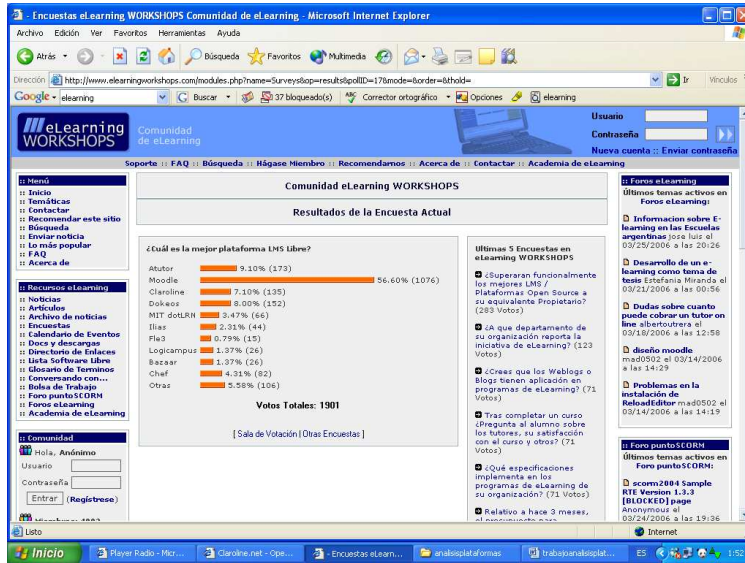 - Encuestas eLearning WORKSHOPS Comunidad de eLearning - Microsoft Internet Explorer
Archivo Edición Ver Favoritos Herramientas Ayuda
Atrás Búsqueda Favoritos Multimedia
Dirección http://www.elearningworkshops.com/modules.php?name=Surveys&op=results&pollID=17&mode=&order=&thold= Ir Vínculos
Google elearning Buscar 37 bloqueado(s) Corrector ortográfico Opciones elearning
eLearning
WORKSHOPS
Comunidad
de eLearning
Usuario
Contraseña
Nueva cuenta :: Enviar contraseña
Soporte :: FAQ :: Búsqueda :: Hágase Miembro :: Recomendarnos :: Acerca de :: Contactar :: Academia de eLearning
:: Menú
:: Inicio
:: Temáticas
:: Contactar
:: Recomendar este sitio
:: Búsqueda
:: Enviar noticia
:: Lo más popular
:: FAQ
:: Acerca de
:: Recursos eLearning
:: Noticias
:: Artículos
:: Archivo de noticias
:: Encuestas
:: Calendario de Eventos
:: Docs y descargas
:: Directorio de Enlaces
:: Lista Software Libre
:: Glosario de Terminos
:: Conversando con...
:: Bolsa de Trabajo
:: Foro puntoSCORM
:: Foros eLearning
:: Academia de eLearning
:: Comunidad
Hola, Anónimo
Usuario
Contraseña
Entrar (Regístrese)
Comunidad eLearning WORKSHOPS
Resultados de la Encuesta Actual
¿Cuál es la mejor plataforma LMS Libre?
Atutor 9.10% (173)
Moodle 56.60% (1076)
Claroline 7.10% (135)
Dokeos 8.00% (152)
MIT dotLRN 3.47% (66)
Ilias 2.31% (44)
Fle3 0.79% (15)
Logicampus 1.37% (26)
Bazaar 1.37% (26)
Chef 4.31% (82)
Otras 5.58% (106)
Votos Totales: 1901
[ Sala de Votación | Otras Encuestas ]
Ultimas 5 Encuestas en
eLearning WORKSHOPS
¿Superaran funcionalmente
los mejores LMS /
Plataformas Open Source a
su equivalente Propietario?
(283 Votos)
¿A que departamento de
su organización reporta la
iniciativa de eLearning? (123
Votos)
¿Crees que los Weblogs o
Blogs tienen aplicación en
programas de eLearning? (71
Votos)
Tras completar un curso
¿Pregunta al alumno sobre
los tutores, su satisfacción
con el curso y otros? (71
Votos)
¿Qué especificaciones
implementa en los
programas de eLearning de
su organización? (71 Votos)
Relativo a hace 3 meses,
el presupuesto para
:: Foros eLearning
Últimos temas activos en
Foros eLearning:
Informacion sobre E-
learning en las Escuelas
argentinas jose luis el
03/25/2006 a las 20:26
Desarrollo de un e-
learning como tema de
tesis Estefania Miranda el
03/21/2006 a las 00:56
Dudas sobre cuanto
puede cobrar un tutor on
line albertoutrera el
03/18/2006 a las 12:58
diseño moodle
mad0502 el 03/14/2006
a las 14:29
Problemas en la
instalación de
ReloadEditor mad0502 el
03/14/2006 a las 14:19
:: Foro puntoSCORM
Últimos temas activos en
Foro puntoSCORM:
scorm2004 Sample
RTE Version 1.3.3
[BLOCKED] page
Anonymous el
03/24/2006 a las 19:36
Listo Internet
Inicio Player Radio - Micr... Claroline.net - Ope... - Encuestas eLearn... analisisplataformas trabajoanalisisplat... ES 1:52